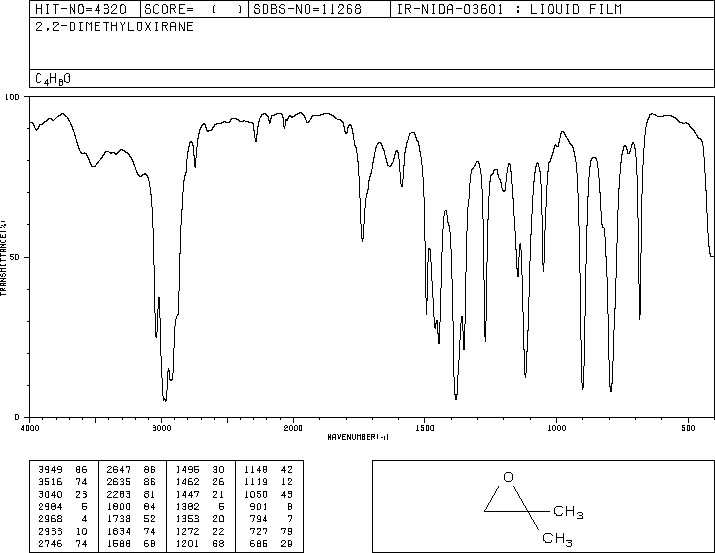 HIT-NO=4320 SCORE= ( ) SDBS-NO=11268 IR-NIDA-03601 : LIQUID FILM
2,2-DIMETHYLOXIRANE
C4H8O
100
50
0
TRANSMITTANCE(%)
4000 3000 2000 1500 1000 500
WAVENUMBER(-1)
3949 86 2647 86 1495 30 1148 42
3516 74 2635 86 1462 26 1119 12
3040 23 2283 81 1447 21 1050 43
2984 5 1800 84 1382 5 901 8
2968 4 1738 52 1353 20 794 7
2933 10 1634 74 1272 22 727 79
2746 74 1588 68 1201 68 686 29
O
CH3
CH3